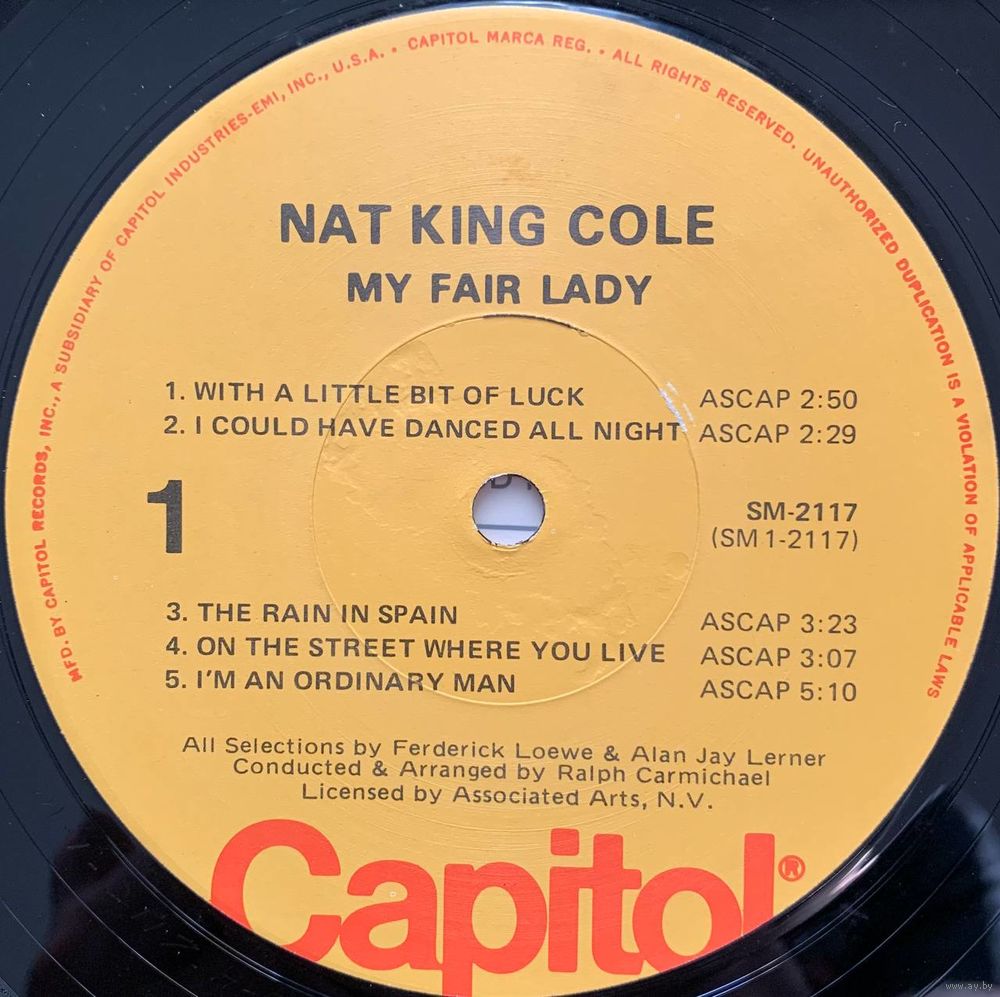 MFD. BY CAPITOL RECORDS, INC., A SUBSIDIARY OF CAPITOL INDUSTRIES-EMI, INC., U.S.A. • CAPITOL MARCA REG. • ALL RIGHTS RESERVED. UNAUTHORIZED DUPLICATION IS A VIOLATION OF APPLICABLE LAWS
NAT KING COLE
MY FAIR LADY
1. WITH A LITTLE BIT OF LUCK ASCAP 2:50
2. I COULD HAVE DANCED ALL NIGHT ASCAP 2:29
1
SM-2117
(SM1-2117)
3. THE RAIN IN SPAIN ASCAP 3:23
4. ON THE STREET WHERE YOU LIVE ASCAP 3:07
5. I'M AN ORDINARY MAN ASCAP 5:10
All Selections by Ferderick Loewe & Alan Jay Lerner
Conducted & Arranged by Ralph Carmichael
Licensed by Associated Arts, N.V.
Capitol®
www.ay.by